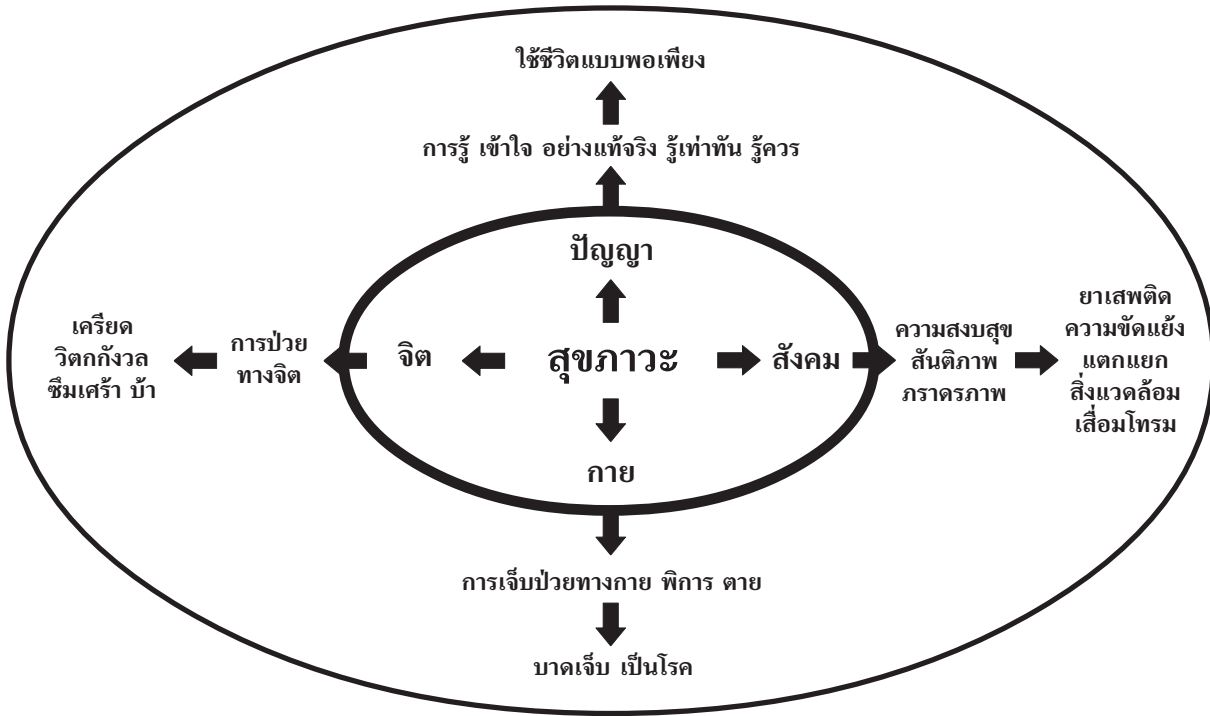 ใช้ชีวิตแบบพอเพียง
การรู้ เข้าใจ อย่างแท้จริง รู้เท่าทัน รู้ควร
ปัญญา
เครียด
วิตกกังวล
ซึมเศร้า บ้า
การป่วย
ทางจิต
จิต
สุขภาวะ
สังคม
ความสงบสุข
สันติภาพ
ภราดรภาพ
ยาเสพติด
ความขัดแย้ง
แตกแยก
สิ่งแวดล้อม
เสื่อมโทรม
กาย
การเจ็บป่วยทางกาย พิการ ตาย
บาดเจ็บ เป็นโรค